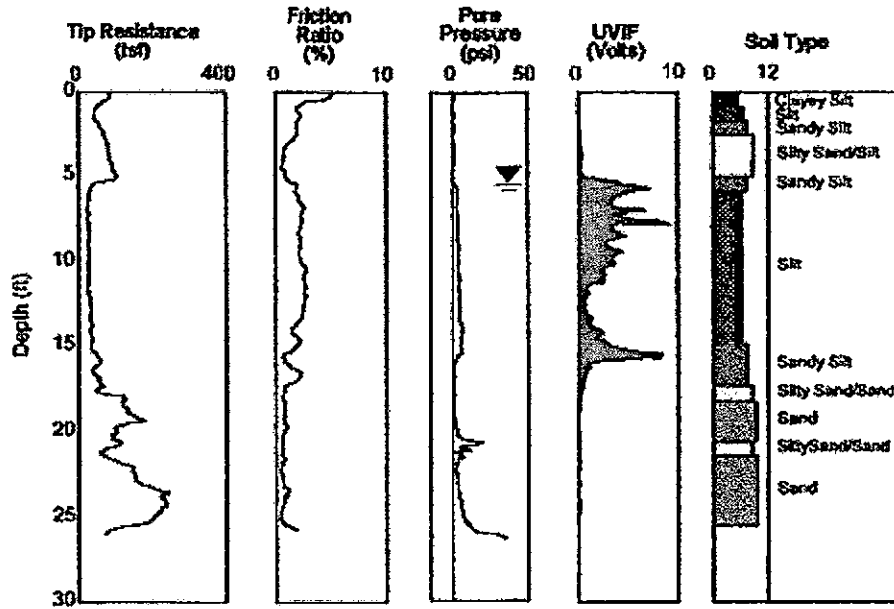 Tip Resistance
(tsf)
Friction
Ratio
(%)
Pore
Pressure
(psi)
UVIF
(Volts)
Soil Type
0 400
0 10
0 50
0 10
0 12
Depth (ft)
0
5
10
15
20
25
30
Clayey Silt
Silt
Sandy Silt
Silty Sand/Silt
Sandy Silt
Silt
Sandy Silt
Silty Sand/Sand
Sand
SiltySand/Sand
Sand